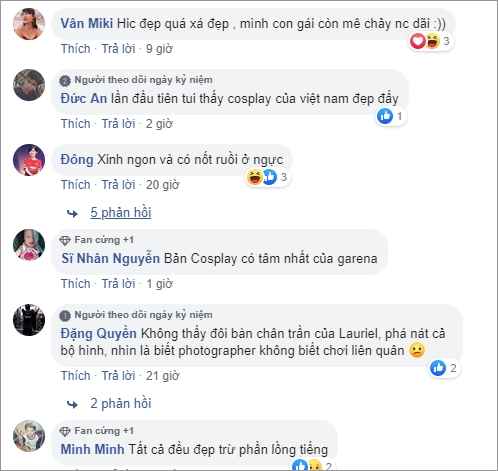 Vân Miki Hic đẹp quá xá đẹp , mình con gái còn mê chảy nc dãi :))
3
Thích · Trả lời · 9 giờ
Người theo dõi ngày kỷ niệm
Đức An lần đầu tiên tui thấy cosplay của việt nam đẹp đấy
1
Thích · Trả lời · 2 giờ
Đông Xinh ngon và có nốt ruồi ở ngực
3
Thích · Trả lời · 20 giờ
5 phản hồi
Fan cứng +1
Sĩ Nhân Nguyễn Bản Cosplay có tâm nhất của garena
Thích · Trả lời · 1 giờ
Người theo dõi ngày kỷ niệm
Đặng Quyền Không thấy đôi bàn chân trần của Lauriel, phá nát cả
bộ hình, nhìn là biết photographer không biết chơi liên quân
2
Thích · Trả lời · 21 giờ
2 phản hồi
Fan cứng +1
Minh Minh Tất cả đều đẹp trừ phần lồng tiếng
2